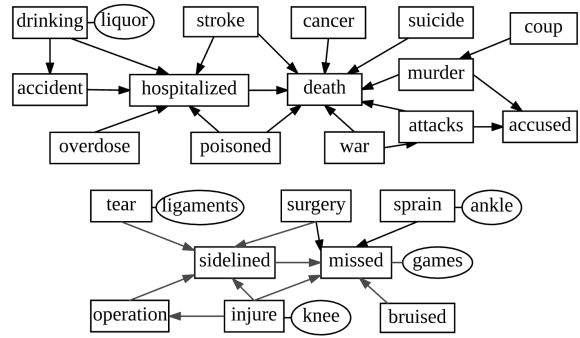 drinking liquor stroke cancer suicide coup
accident hospitalized death murder
attacks accused
overdose poisoned war
tear ligaments surgery sprain ankle
sidelined missed games
operation injure knee bruised